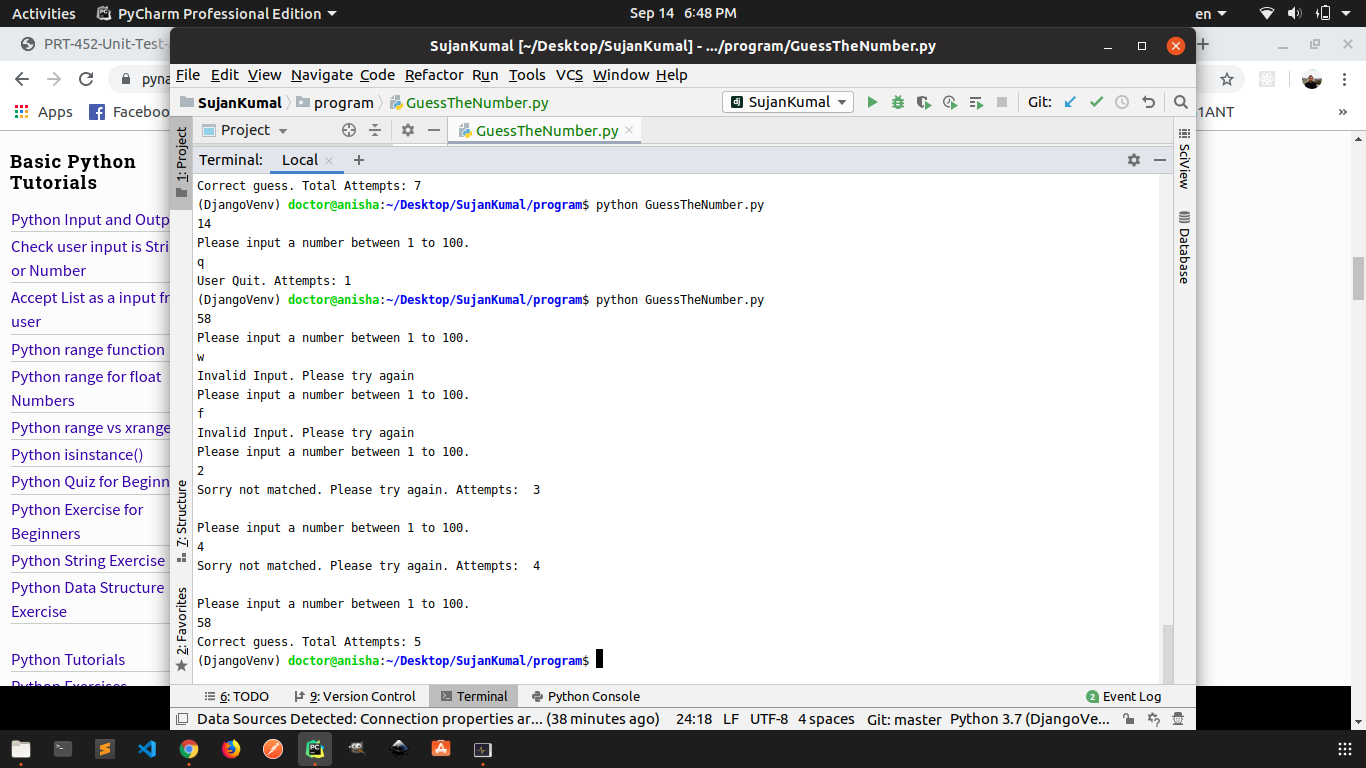 Activities PyCharm Professional Edition Sep 14 6:48 PM en
PRT-452-Unit-Test-
SujanKumal [~/Desktop/SujanKumal] - .../program/GuessTheNumber.py
File Edit View Navigate Code Refactor Run Tools VCS Window Help
pyna
SujanKumal program GuessTheNumber.py SujanKumal Git:
Apps Faceboo 1ANT »
Project GuessTheNumber.py
1: Project
SciView
Database
7: Structure
2: Favorites
Terminal: Local +
Basic Python
Tutorials
Python Input and Outp
Check user input is Stri
or Number
Accept List as a input fr
user
Python range function
Python range for float
Numbers
Python range vs xrange
Python isinstance()
Python Quiz for Beginn
Python Exercise for
Beginners
Python String Exercise
Python Data Structure
Exercise
Python Tutorials
Python Exercises
Correct guess. Total Attempts: 7
(DjangoVenv) doctor@anisha:~/Desktop/SujanKumal/program$ python GuessTheNumber.py
14
Please input a number between 1 to 100.
q
User Quit. Attempts: 1
(DjangoVenv) doctor@anisha:~/Desktop/SujanKumal/program$ python GuessTheNumber.py
58
Please input a number between 1 to 100.
w
Invalid Input. Please try again
Please input a number between 1 to 100.
f
Invalid Input. Please try again
Please input a number between 1 to 100.
2
Sorry not matched. Please try again. Attempts:  3
Please input a number between 1 to 100.
4
Sorry not matched. Please try again. Attempts:  4
Please input a number between 1 to 100.
58
Correct guess. Total Attempts: 5
(DjangoVenv) doctor@anisha:~/Desktop/SujanKumal/program$
6: TODO 9: Version Control Terminal Python Console 2 Event Log
Data Sources Detected: Connection properties ar... (38 minutes ago) 24:18 LF UTF-8 4 spaces Git: master Python 3.7 (DjangoVe...